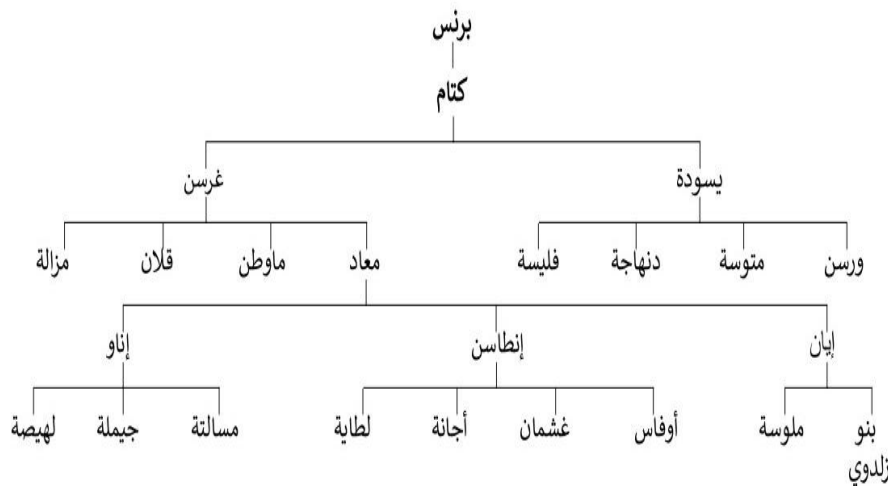 برنس
كتام
يسودة غرسن
ورسن متوسة دنهاجة فليسة معاد ماوطن قلان مزالة
إيان إنطاسن إناو
بنو زلدوي ملوسة أوفاس غشمان أجانة لطاية مسالتة جيملة لهيصة